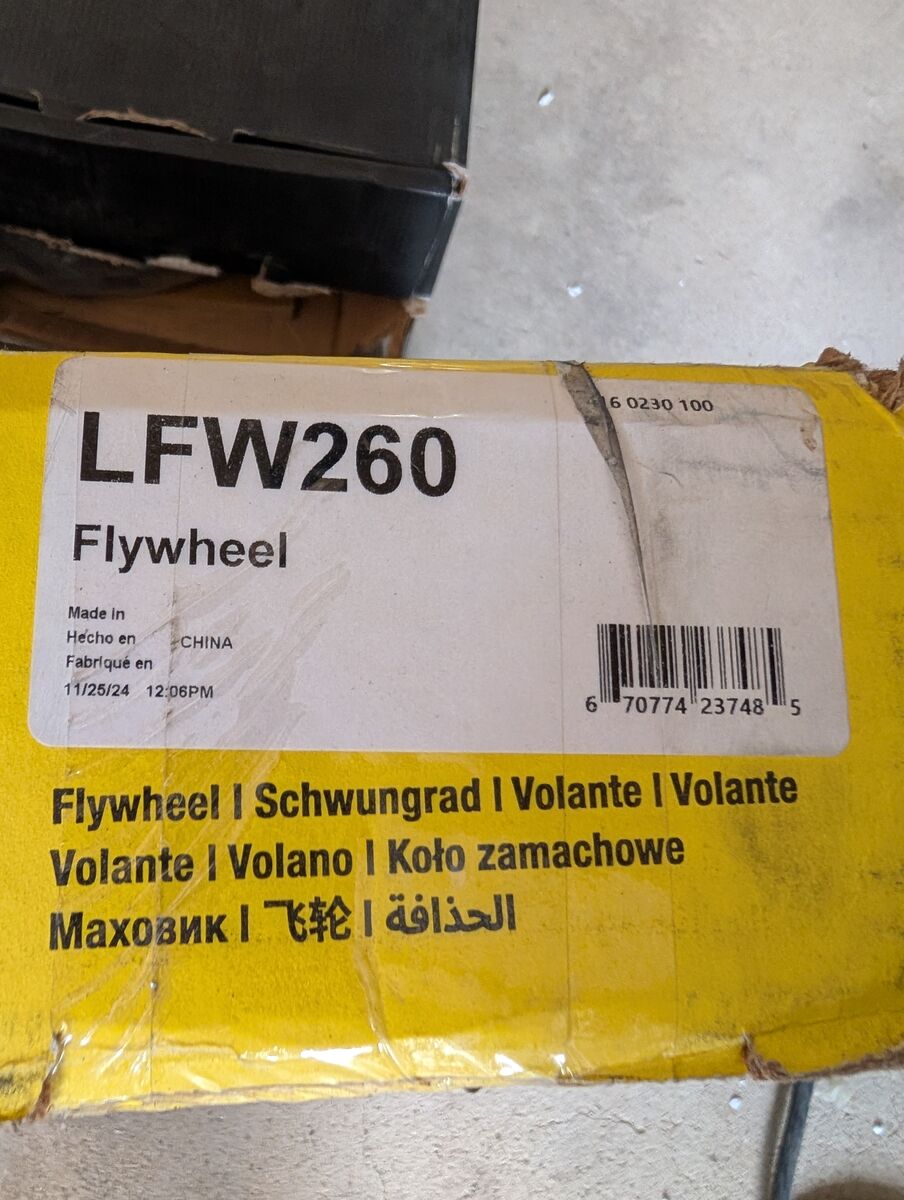 LFW260
16 0230 100
Flywheel
Made in
Hecho en CHINA
Fabriqué en
11/25/24 12:06PM
6 70774 23748 5
Flywheel | Schwungrad | Volante | Volante
Volante | Volano | Koło zamachowe
Маховик | 飞轮 | الحذافة